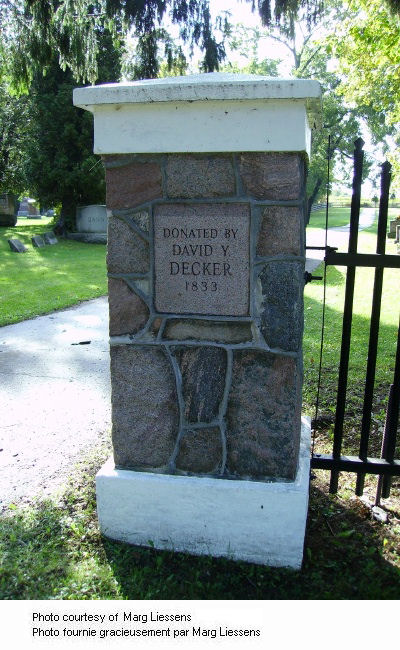 DONATED BY
DAVID Y.
DECKER
1833
Photo courtesy of Marg Liessens
Photo fournie gracieusement par Marg Liessens